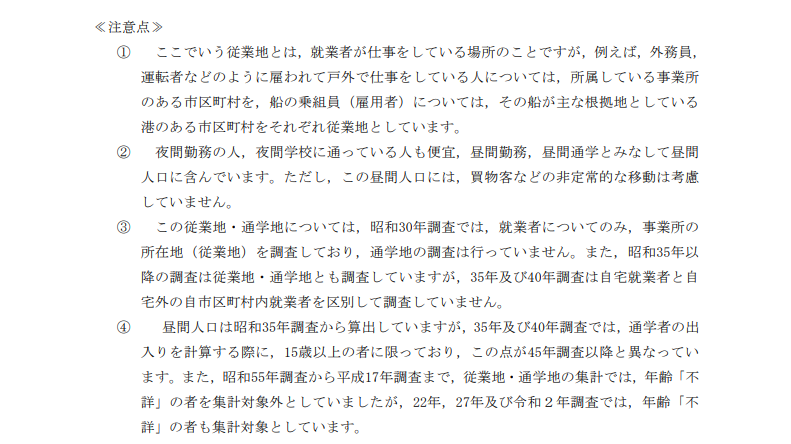 ≪注意点≫
① ここでいう従業地とは，就業者が仕事をしている場所のことですが，例えば，外務員，
運転者などのように雇われて戸外で仕事をしている人については，所属している事業所
のある市区町村を，船の乗組員（雇用者）については，その船が主な根拠地としている
港のある市区町村をそれぞれ従業地としています。
② 夜間勤務の人，夜間学校に通っている人も便宜，昼間勤務，昼間通学とみなして昼間
人口に含んでいます。ただし，この昼間人口には，買物客などの非定常的な移動は考慮
していません。
③ この従業地・通学地については，昭和30年調査では，就業者についてのみ，事業所の
所在地（従業地）を調査しており，通学地の調査は行っていません。また，昭和35年以
降の調査は従業地・通学地とも調査していますが，35年及び40年調査は自宅就業者と自
宅外の自市区町村内就業者を区別して調査していません。
④ 昼間人口は昭和35年調査から算出していますが，35年及び40年調査では，通学者の出
入りを計算する際に，15歳以上の者に限っており，この点が45年調査以降と異なってい
ます。また，昭和55年調査から平成17年調査まで，従業地・通学地の集計では，年齢「不
詳」の者を集計対象外としていましたが，22年，27年及び令和２年調査では，年齢「不
詳」の者も集計対象としています。